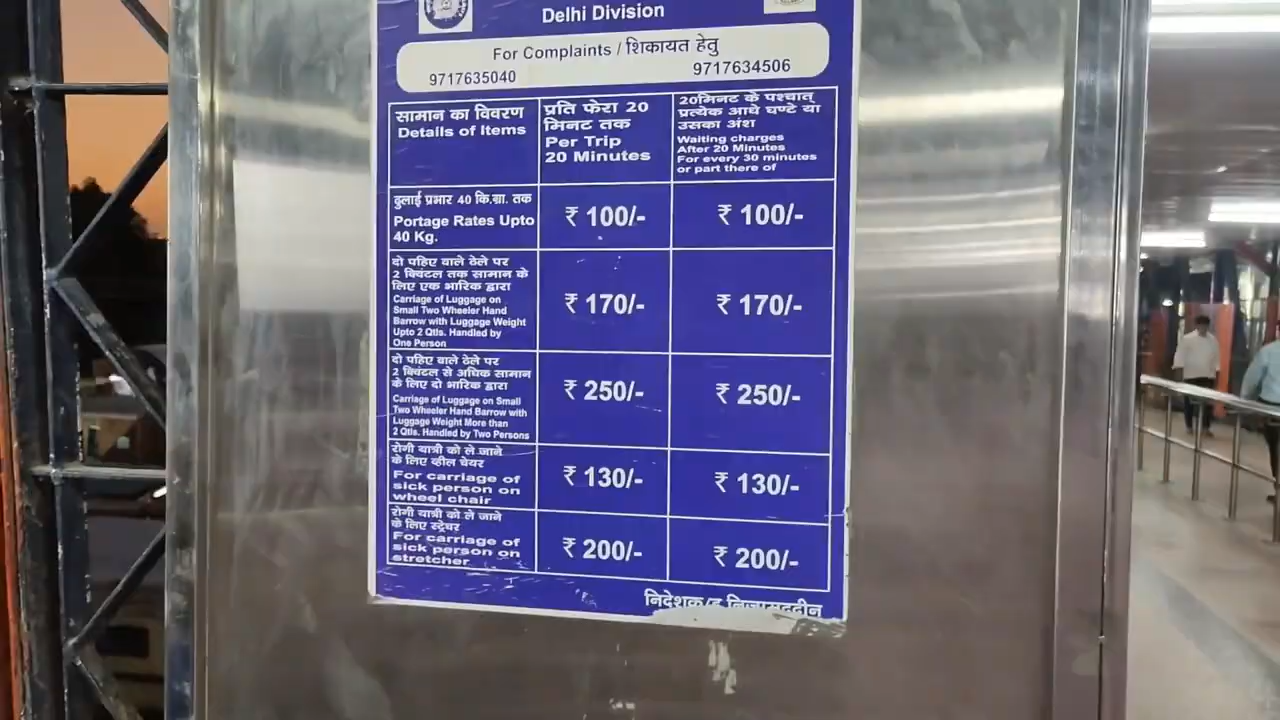 Delhi Division
For Complaints / शिकायत हेतु
9717635040 9717634506
सामान का विवरण
Details of Items
प्रति फेरा 20
मिनट तक
Per Trip
20 Minutes
20मिनट के पश्चात्
प्रत्येक आधे घण्टे या
उसका अंश
Waiting charges
After 20 Minutes
For every 30 minutes
or part there of
ढुलाई प्रभार 40 कि.ग्रा. तक
Portage Rates Upto
40 Kg.
₹ 100/-
₹ 100/-
दो पहिए वाले ठेले पर
2 क्विंटल तक सामान के
लिए एक भारिक द्वारा
Carriage of Luggage on
Small Two Wheeler Hand
Barrow with Luggage Weight
Upto 2 Qtls. Handled by
One Person
₹ 170/-
₹ 170/-
दो पहिए वाले ठेले पर
2 क्विंटल से अधिक सामान
के लिए दो भारिक द्वारा
Carriage of Luggage on Small
Two Wheeler Hand Barrow with
Luggage Weight More than
2 Qtls. Handled by Two Persons
₹ 250/-
₹ 250/-
रोगी यात्री को ले जाने
के लिए व्हील चेयर
For carriage of
sick person on
wheel chair
₹ 130/-
₹ 130/-
रोगी यात्री को ले जाने
के लिए स्ट्रेचर
For carriage of
sick person on
stretcher
₹ 200/-
₹ 200/-
निदेशक/ह निजामुद्दीन